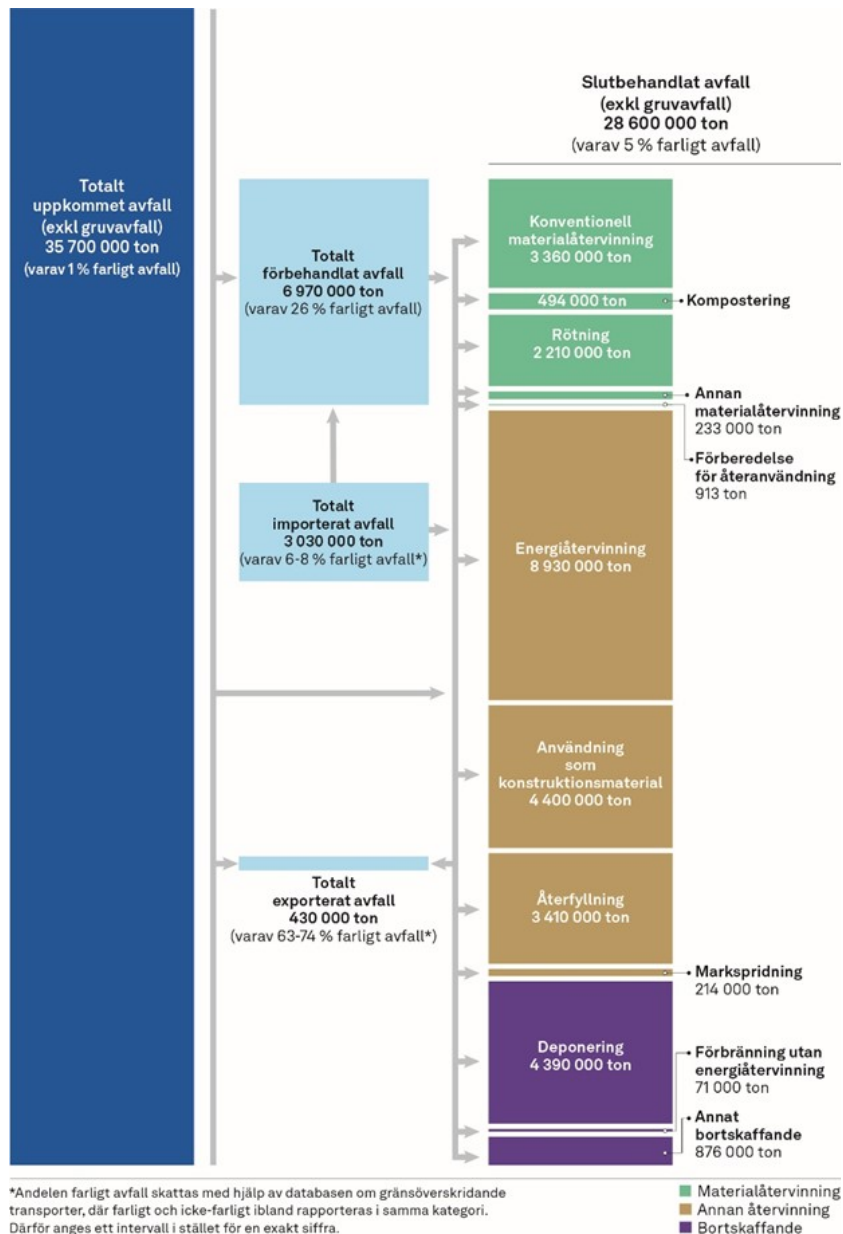 Totalt
uppkommet avfall
(exkl gruvavfall)
35 700 000 ton
(varav 1 % farligt avfall)
Totalt
förbehandlat avfall
6 970 000 ton
(varav 26 % farligt avfall)
Totalt
importerat avfall
3 030 000 ton
(varav 6-8 % farligt avfall*)
Totalt
exporterat avfall
430 000 ton
(varav 63-74 % farligt avfall*)
Slutbehandlat avfall
(exkl gruvavfall)
28 600 000 ton
(varav 5 % farligt avfall)
Konventionell
materialåtervinning
3 360 000 ton
494 000 ton
Kompostering
Rötning
2 210 000 ton
Annan
materialåtervinning
233 000 ton
Förberedelse
för återanvändning
913 ton
Energiåtervinning
8 930 000 ton
Användning
som
konstruktionsmaterial
4 400 000 ton
Återfyllning
3 410 000 ton
Markspridning
214 000 ton
Deponering
4 390 000 ton
Förbränning utan
energiåtervinning
71 000 ton
Annat
bortskaffande
876 000 ton
*Andelen farligt avfall skattas med hjälp av databasen om gränsöverskridande
transporter, där farligt och icke-farligt ibland rapporteras i samma kategori.
Därför anges ett intervall i stället för en exakt siffra.
Materialåtervinning
Annan återvinning
Bortskaffande